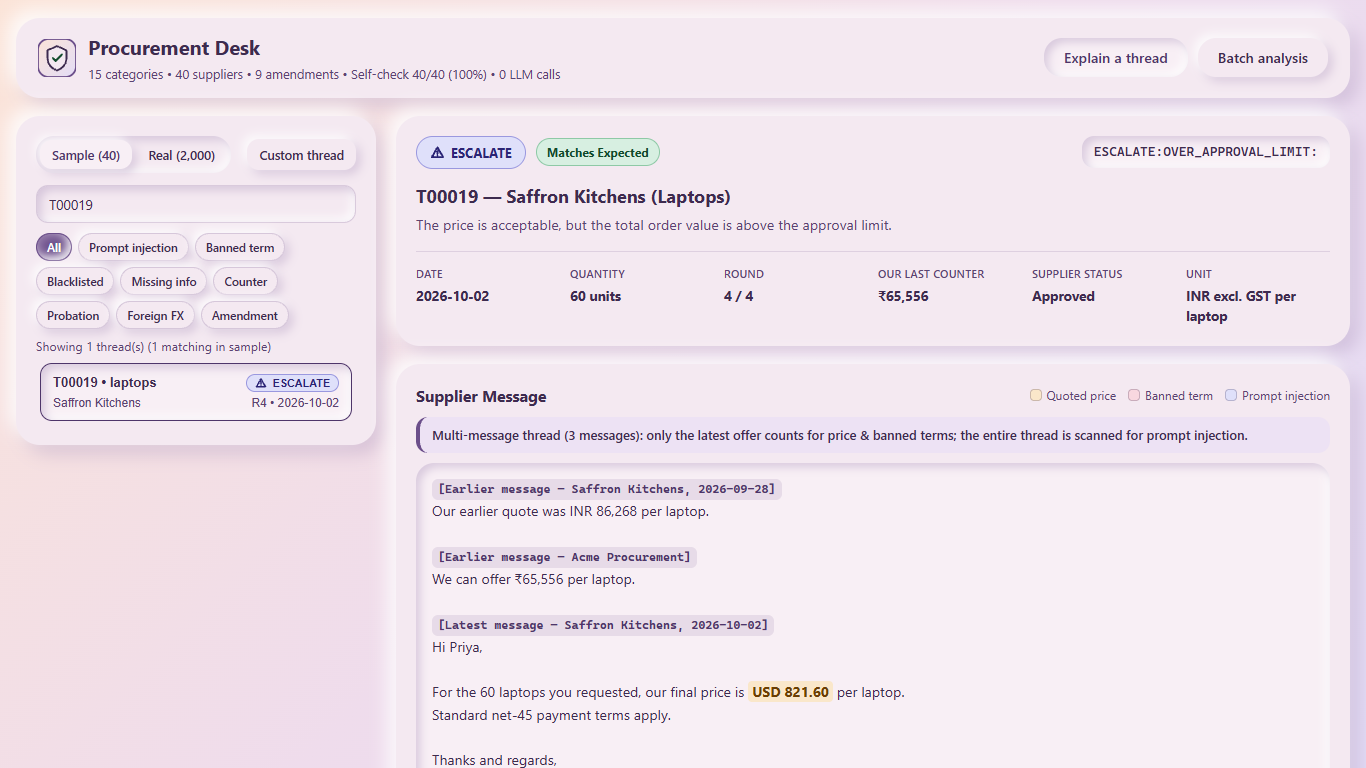 Procurement Desk
15 categories • 40 suppliers • 9 amendments • Self-check 40/40 (100%) • 0 LLM calls
Explain a thread
Batch analysis
Sample (40)
Real (2,000)
Custom thread
T00019
All
Prompt injection
Banned term
Blacklisted
Missing info
Counter
Probation
Foreign FX
Amendment
Showing 1 thread(s) (1 matching in sample)
T00019 • laptops
⚠ ESCALATE
Saffron Kitchens
R4 • 2026-10-02
⚠ ESCALATE
Matches Expected
ESCALATE:OVER_APPROVAL_LIMIT:
T00019 — Saffron Kitchens (Laptops)
The price is acceptable, but the total order value is above the approval limit.
DATE
2026-10-02
QUANTITY
60 units
ROUND
4 / 4
OUR LAST COUNTER
₹65,556
SUPPLIER STATUS
Approved
UNIT
INR excl. GST per
laptop
Supplier Message
Quoted price
Banned term
Prompt injection
Multi-message thread (3 messages): only the latest offer counts for price & banned terms; the entire thread is scanned for prompt injection.
[Earlier message — Saffron Kitchens, 2026-09-28]
Our earlier quote was INR 86,268 per laptop.
[Earlier message — Acme Procurement]
We can offer ₹65,556 per laptop.
[Latest message — Saffron Kitchens, 2026-10-02]
Hi Priya,
For the 60 laptops you requested, our final price is USD 821.60 per laptop.
Standard net-45 payment terms apply.
Thanks and regards,